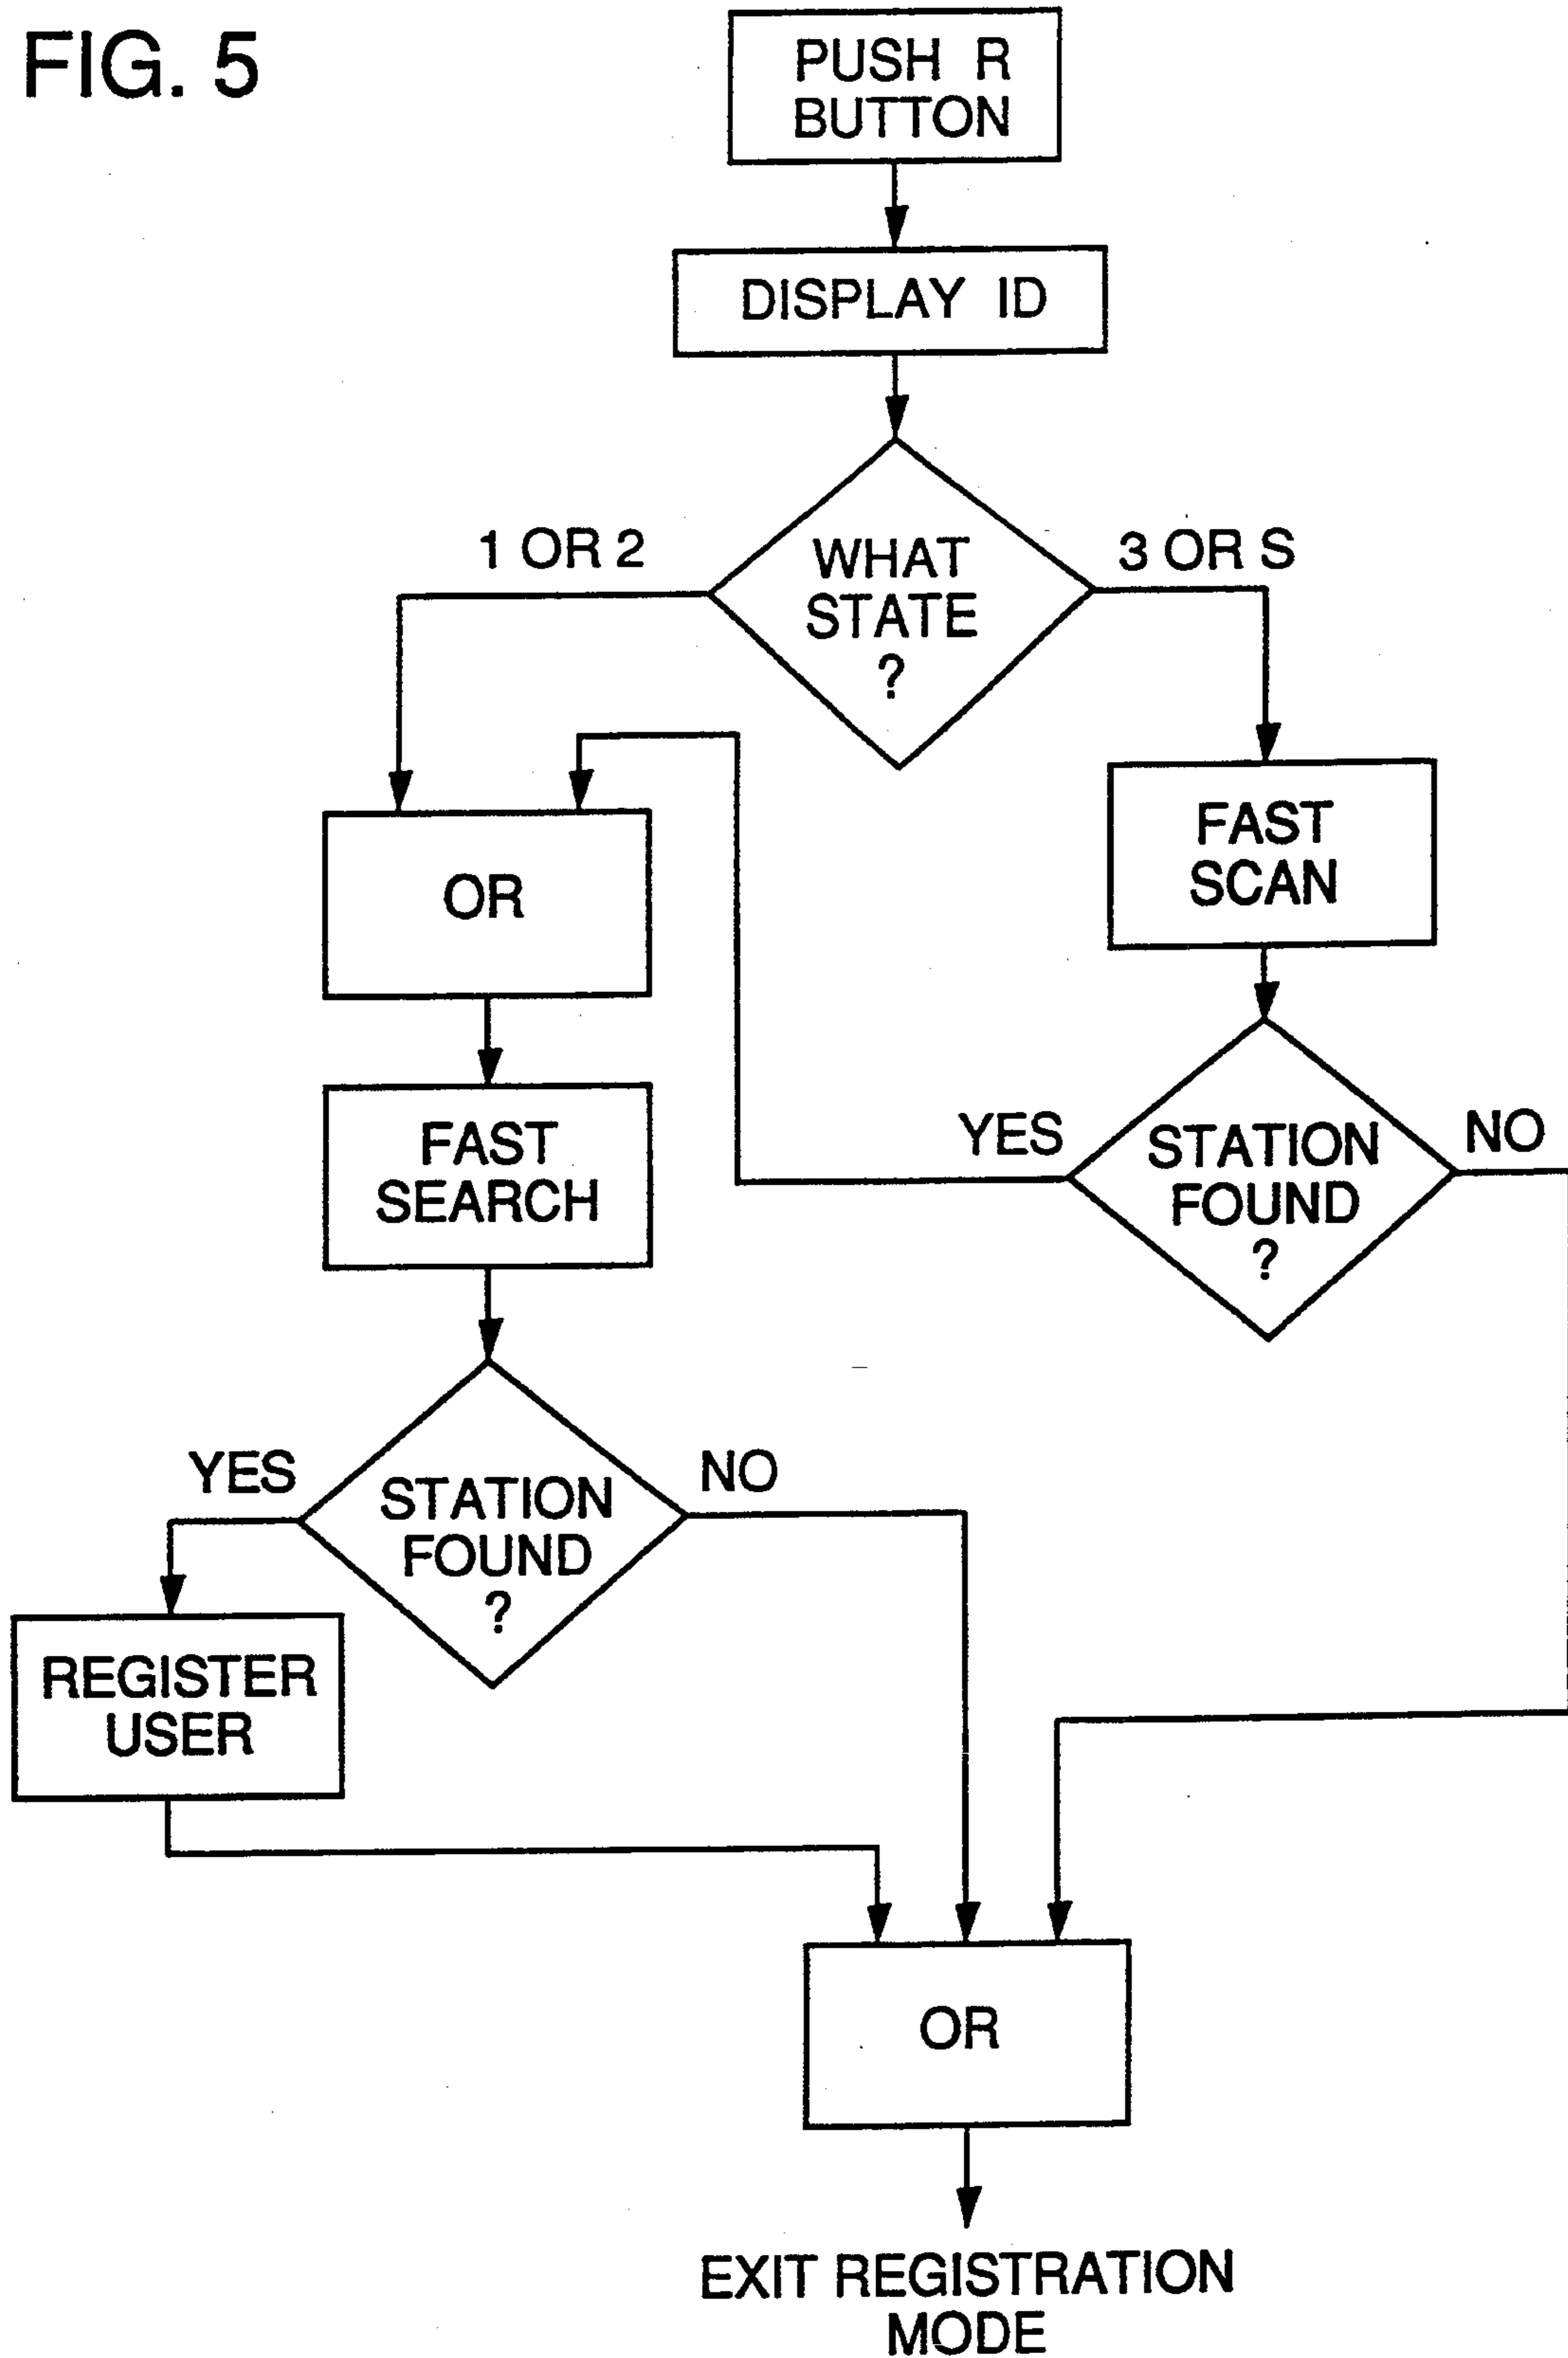 FIG. 5
PUSH R
BUTTON
DISPLAY ID
1 OR 2
WHAT
STATE
?
3 OR S
OR
FAST
SCAN
FAST
SEARCH
YES
STATION
FOUND
?
NO
YES
STATION
FOUND
?
NO
REGISTER
USER
OR
EXIT REGISTRATION
MODE